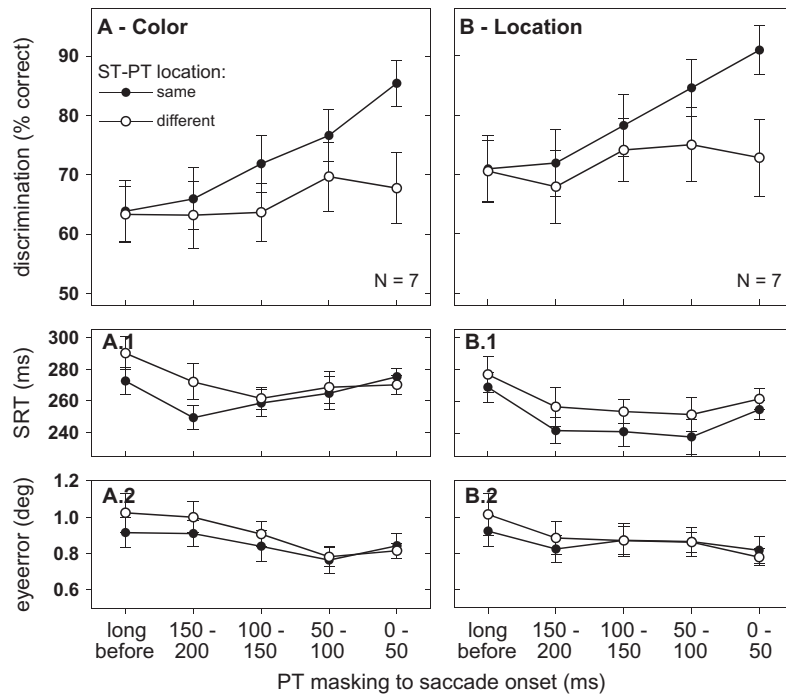 A - Color
B - Location
ST-PT location:
same
different
90
80
70
60
50
discrimination (% correct)
N = 7
N = 7
A.1
B.1
300
280
260
240
SRT (ms)
A.2
B.2
1.2
1.0
0.8
0.6
eyeerror (deg)
long before
150 - 200
100 - 150
50 - 100
0 - 50
long before
150 - 200
100 - 150
50 - 100
0 - 50
PT masking to saccade onset (ms)